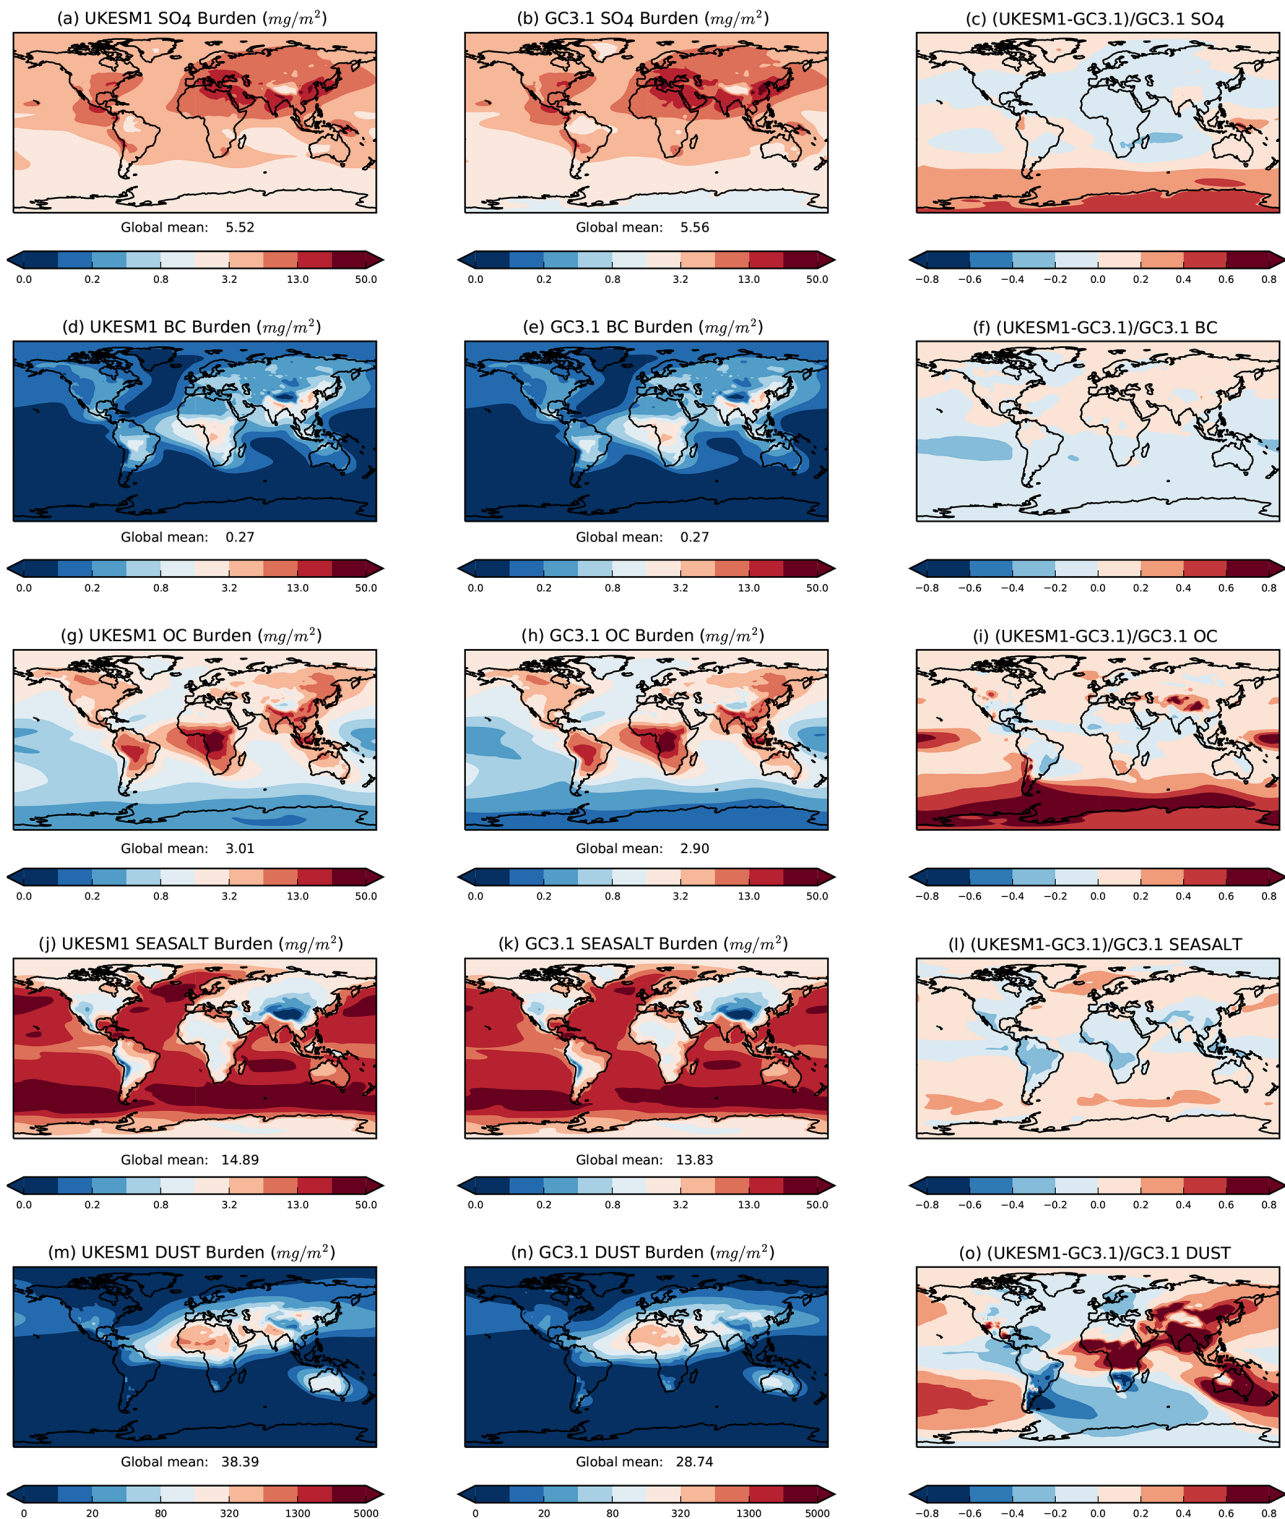 (a) UKESM1 SO4 Burden (mg/m²)
(b) GC3.1 SO4 Burden (mg/m²)
(c) (UKESM1-GC3.1)/GC3.1 SO4
Global mean: 5.52
Global mean: 5.56
0.0 0.2 0.8 3.2 13.0 50.0
0.0 0.2 0.8 3.2 13.0 50.0
−0.8 −0.6 −0.4 −0.2 0.0 0.2 0.4 0.6 0.8
(d) UKESM1 BC Burden (mg/m²)
(e) GC3.1 BC Burden (mg/m²)
(f) (UKESM1-GC3.1)/GC3.1 BC
Global mean: 0.27
Global mean: 0.27
0.0 0.2 0.8 3.2 13.0 50.0
0.0 0.2 0.8 3.2 13.0 50.0
−0.8 −0.6 −0.4 −0.2 0.0 0.2 0.4 0.6 0.8
(g) UKESM1 OC Burden (mg/m²)
(h) GC3.1 OC Burden (mg/m²)
(i) (UKESM1-GC3.1)/GC3.1 OC
Global mean: 3.01
Global mean: 2.90
0.0 0.2 0.8 3.2 13.0 50.0
0.0 0.2 0.8 3.2 13.0 50.0
−0.8 −0.6 −0.4 −0.2 0.0 0.2 0.4 0.6 0.8
(j) UKESM1 SEASALT Burden (mg/m²)
(k) GC3.1 SEASALT Burden (mg/m²)
(l) (UKESM1-GC3.1)/GC3.1 SEASALT
Global mean: 14.89
Global mean: 13.83
0.0 0.2 0.8 3.2 13.0 50.0
0.0 0.2 0.8 3.2 13.0 50.0
−0.8 −0.6 −0.4 −0.2 0.0 0.2 0.4 0.6 0.8
(m) UKESM1 DUST Burden (mg/m²)
(n) GC3.1 DUST Burden (mg/m²)
(o) (UKESM1-GC3.1)/GC3.1 DUST
Global mean: 38.39
Global mean: 28.74
0 20 80 320 1300 5000
0 20 80 320 1300 5000
−0.8 −0.6 −0.4 −0.2 0.0 0.2 0.4 0.6 0.8